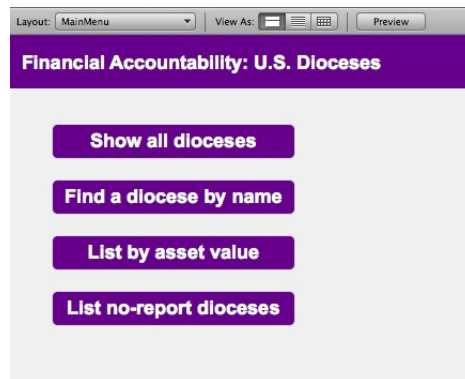 Layout: MainMenu View As: Preview
Financial Accountability: U.S. Dioceses
Show all dioceses
Find a diocese by name
List by asset value
List no-report dioceses